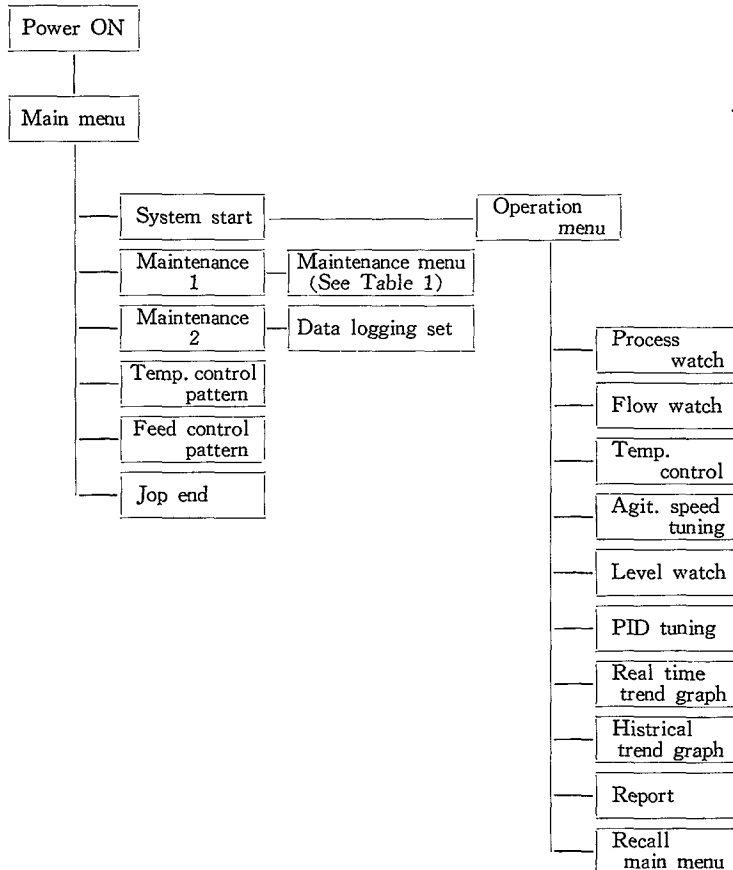 Power ON
Main menu
System start
Operation
menu
Maintenance
1
Maintenance menu
(See Table 1)
Maintenance
2
Data logging set
Temp. control
pattern
Feed control
pattern
Jop end
Process
watch
Flow watch
Temp.
control
Agit. speed
tuning
Level watch
PID tuning
Real time
trend graph
Histrical
trend graph
Report
Recall
main menu